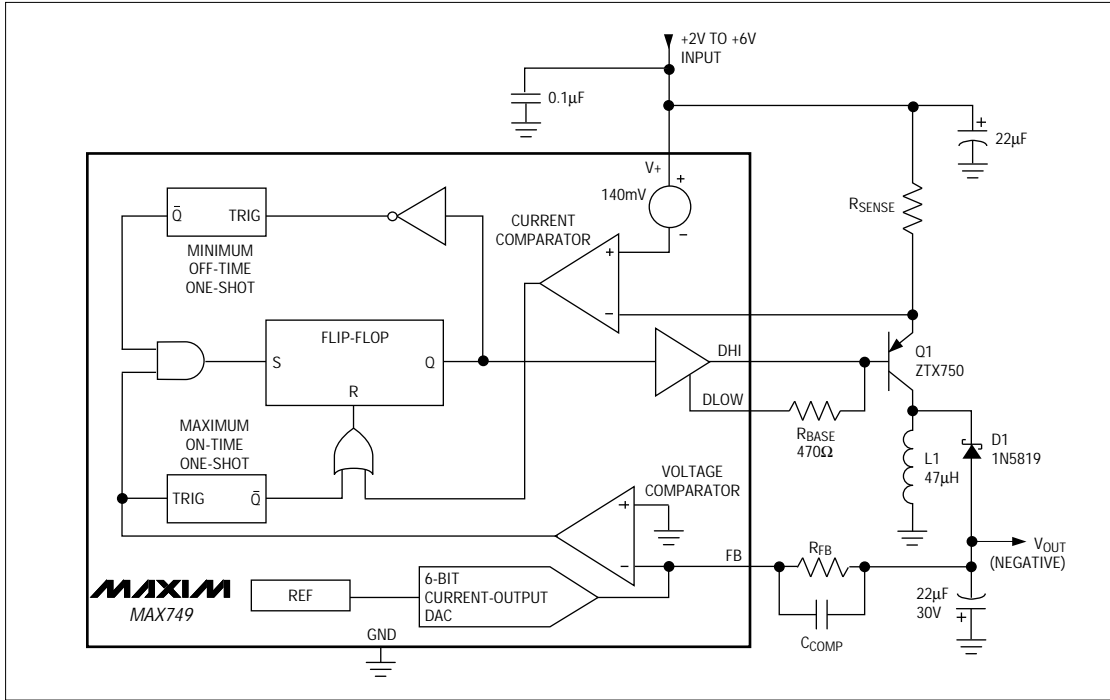 +2V TO +6V
INPUT
0.1µF
+
22µF
V+
+
140mV
−
RSENSE
Q̅
TRIG
MINIMUM
OFF-TIME
ONE-SHOT
CURRENT
COMPARATOR
+
−
FLIP-FLOP
S
Q
R
DHI
DLOW
Q1
ZTX750
RBASE
470Ω
L1
47µH
D1
1N5819
MAXIMUM
ON-TIME
ONE-SHOT
TRIG
Q̅
VOLTAGE
COMPARATOR
+
−
FB
RFB
CCOMP
VOUT
(NEGATIVE)
22µF
30V
+
MAXIM
MAX749
REF
6-BIT
CURRENT-OUTPUT
DAC
GND